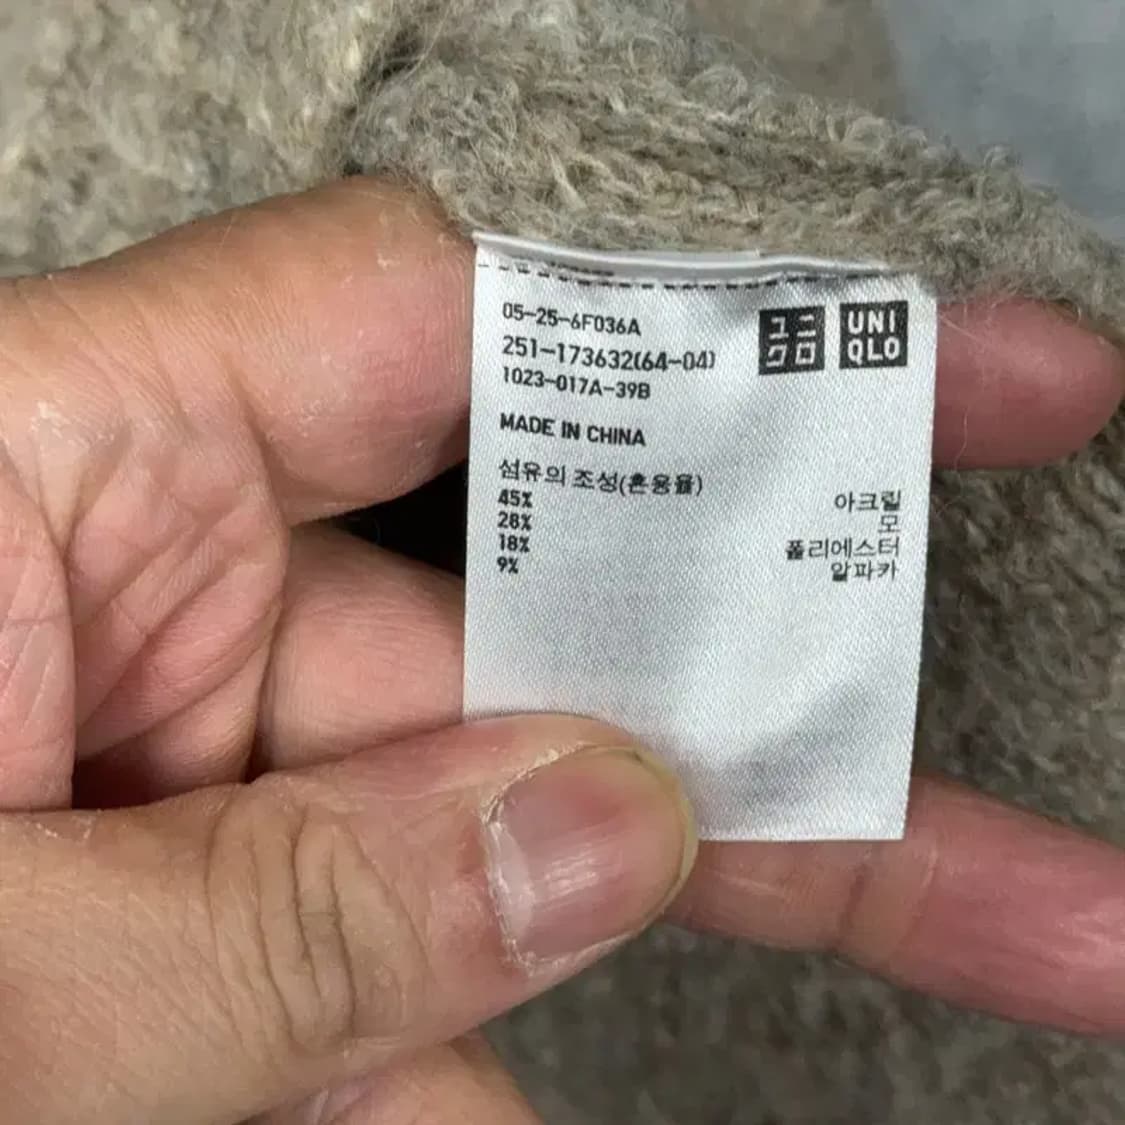 05-25-6F036A
251-173632(64-04)
1023-017A-39B
ユニ
クロ
UNI
QLO
MADE IN CHINA
섬유의 조성(혼용율)
45% 아크릴
28% 모
18% 폴리에스터
9% 알파카